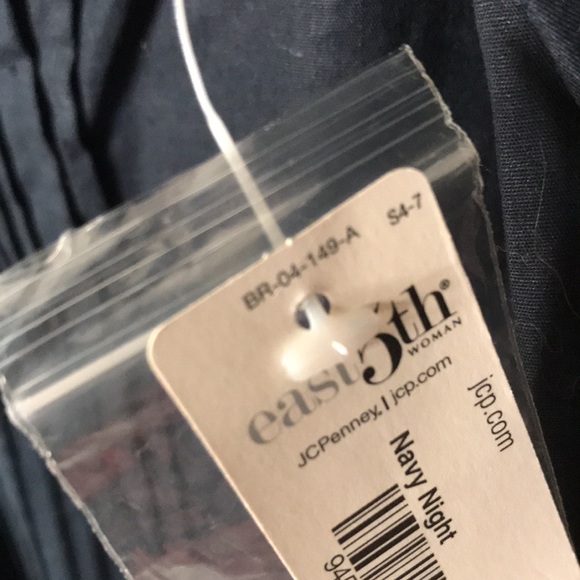 BR-04-149-A S4-7
east5th®
WOMAN
JCPenney. | jcp.com
jcp.com
Navy Night